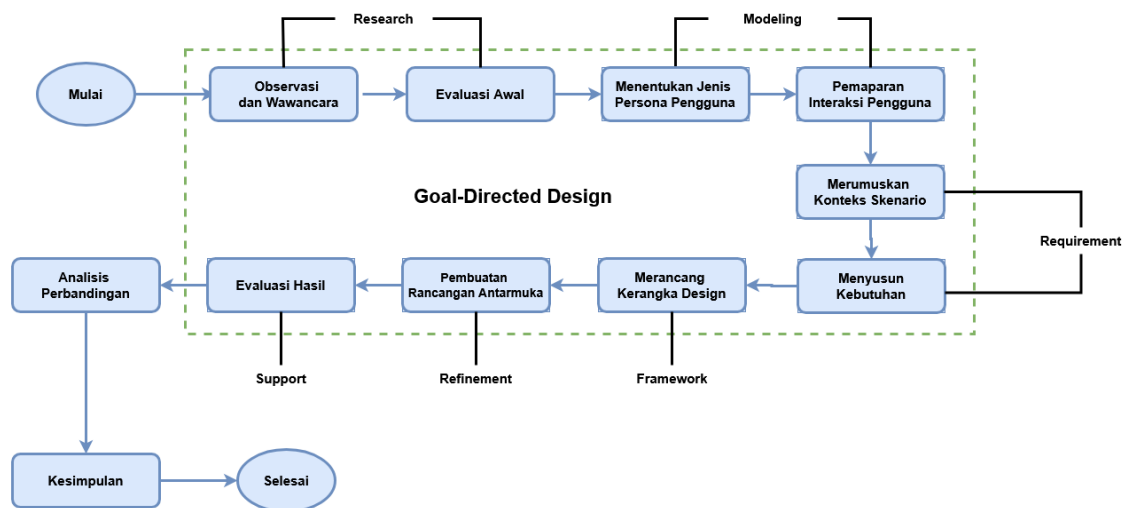 Research
Modeling
Mulai
Observasi
dan Wawancara
Evaluasi Awal
Menentukan Jenis
Persona Pengguna
Pemaparan
Interaksi Pengguna
Goal-Directed Design
Merumuskan
Konteks Skenario
Requirement
Analisis
Perbandingan
Evaluasi Hasil
Pembuatan
Rancangan Antarmuka
Merancang
Kerangka Design
Menyusun
Kebutuhan
Support
Refinement
Framework
Kesimpulan
Selesai